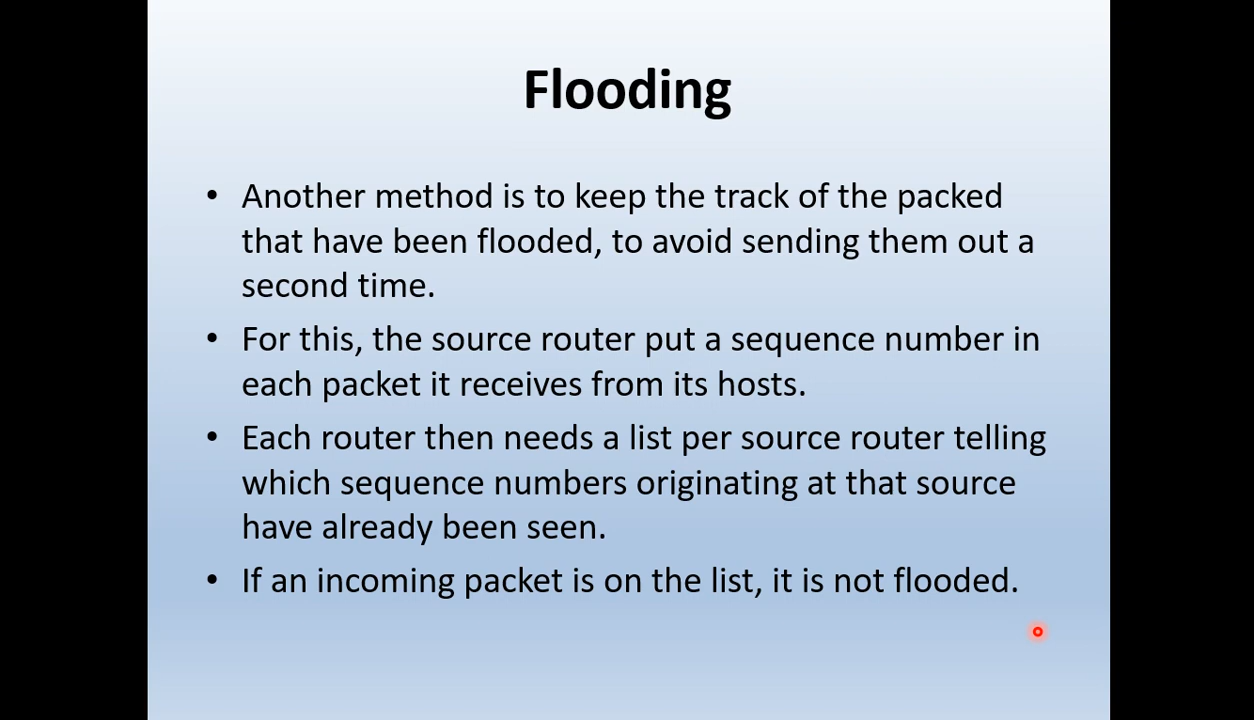 Flooding
• Another method is to keep the track of the packed
that have been flooded, to avoid sending them out a
second time.
• For this, the source router put a sequence number in
each packet it receives from its hosts.
• Each router then needs a list per source router telling
which sequence numbers originating at that source
have already been seen.
• If an incoming packet is on the list, it is not flooded.